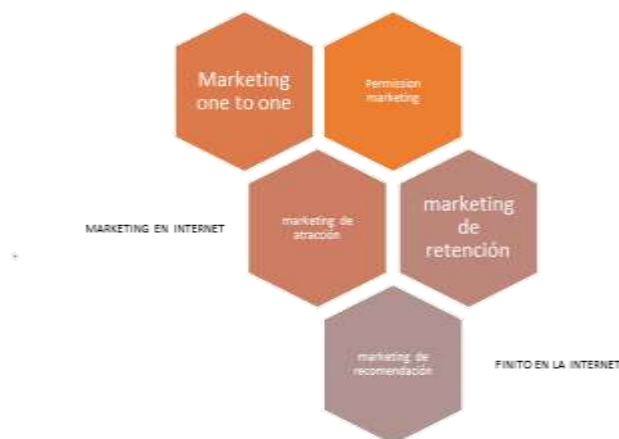 Marketing
one to one
Permission
marketing
MARKETING EN INTERNET
marketing de
atracción
marketing
de
retención
marketing de
recomendación
FINITO EN LA INTERNET